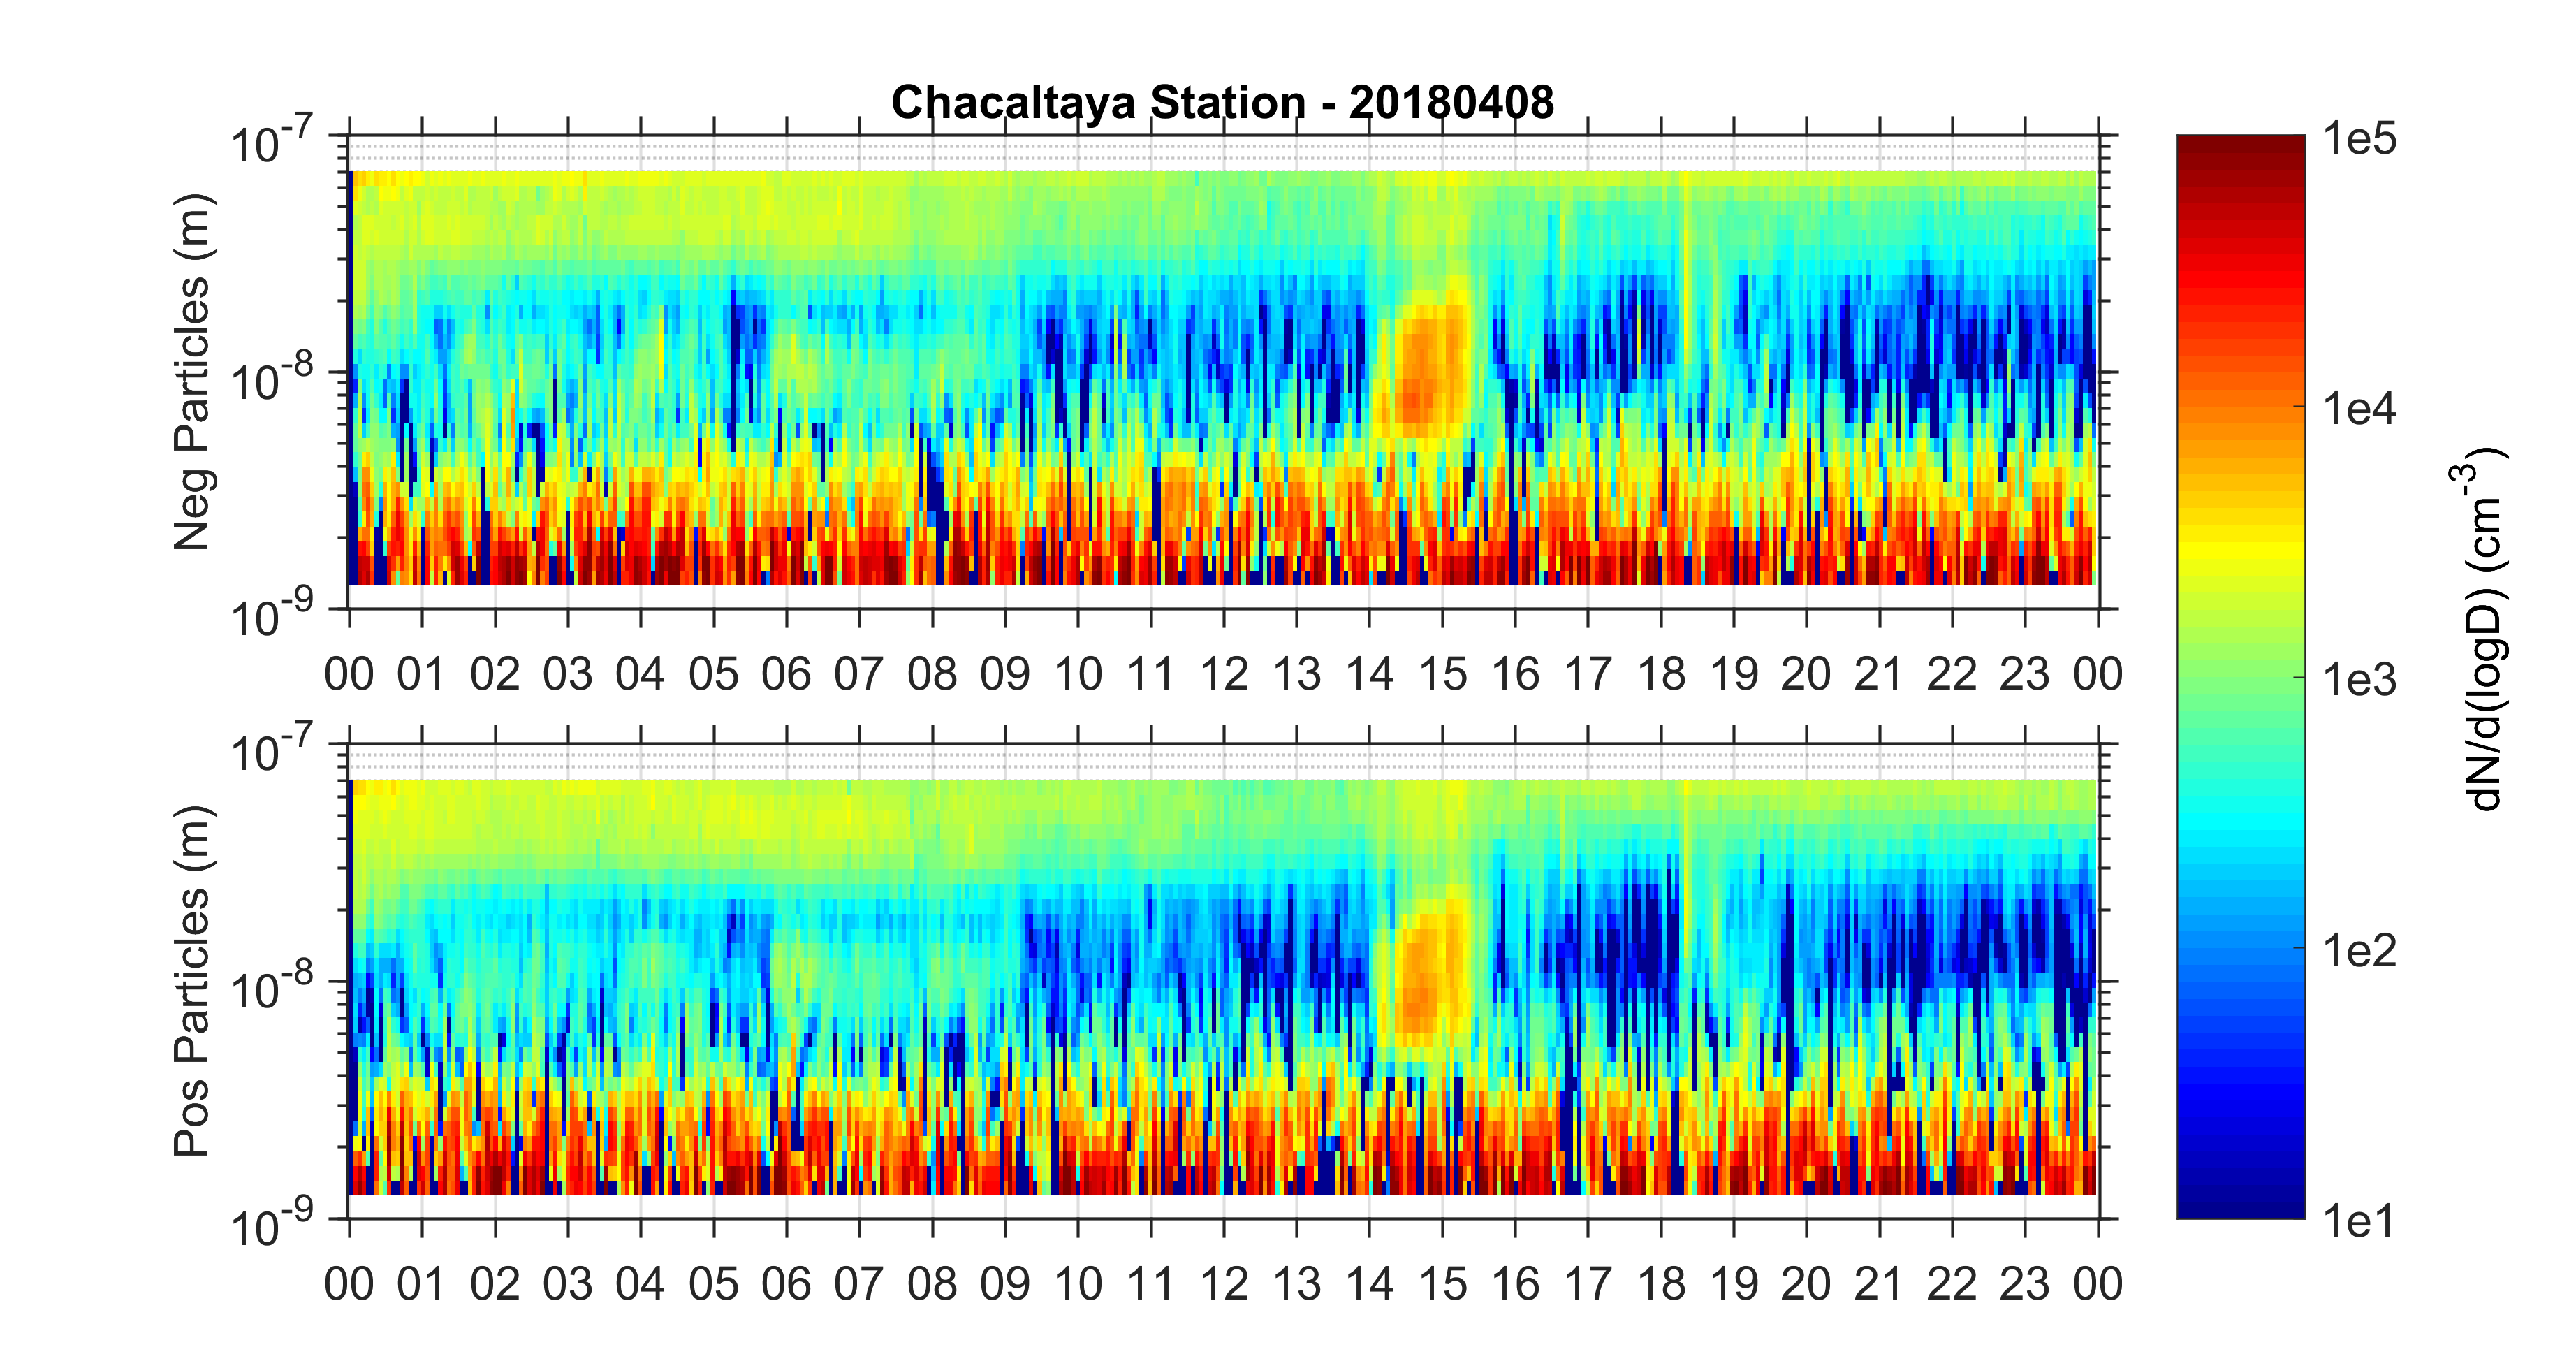 Chacaltaya Station - 20180408
Neg Particles (m)
10^-7
10^-8
10^-9
00 01 02 03 04 05 06 07 08 09 10 11 12 13 14 15 16 17 18 19 20 21 22 23 00
Pos Particles (m)
10^-7
10^-8
10^-9
00 01 02 03 04 05 06 07 08 09 10 11 12 13 14 15 16 17 18 19 20 21 22 23 00
1e5
1e4
1e3
1e2
1e1
dN/d(logD) (cm^-3)